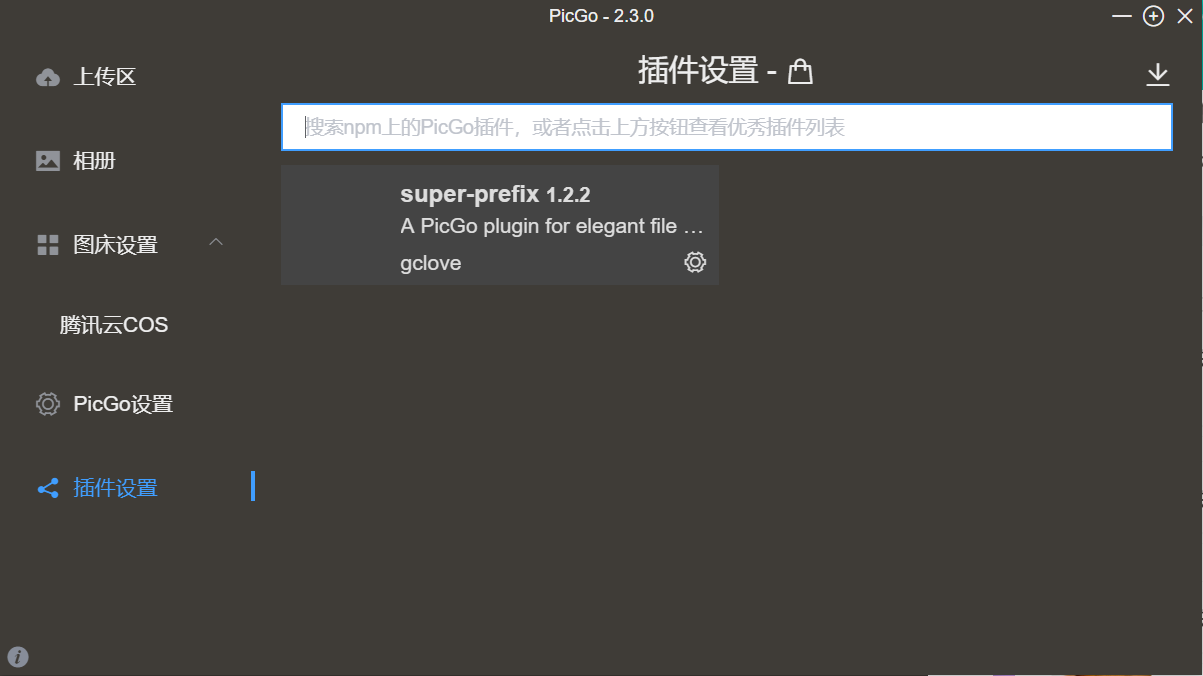 PicGo - 2.3.0
上传区
相册
图床设置
腾讯云COS
PicGo设置
插件设置
插件设置 -
搜索npm上的PicGo插件，或者点击上方按钮查看优秀插件列表
super-prefix 1.2.2
A PicGo plugin for elegant file …
gclove